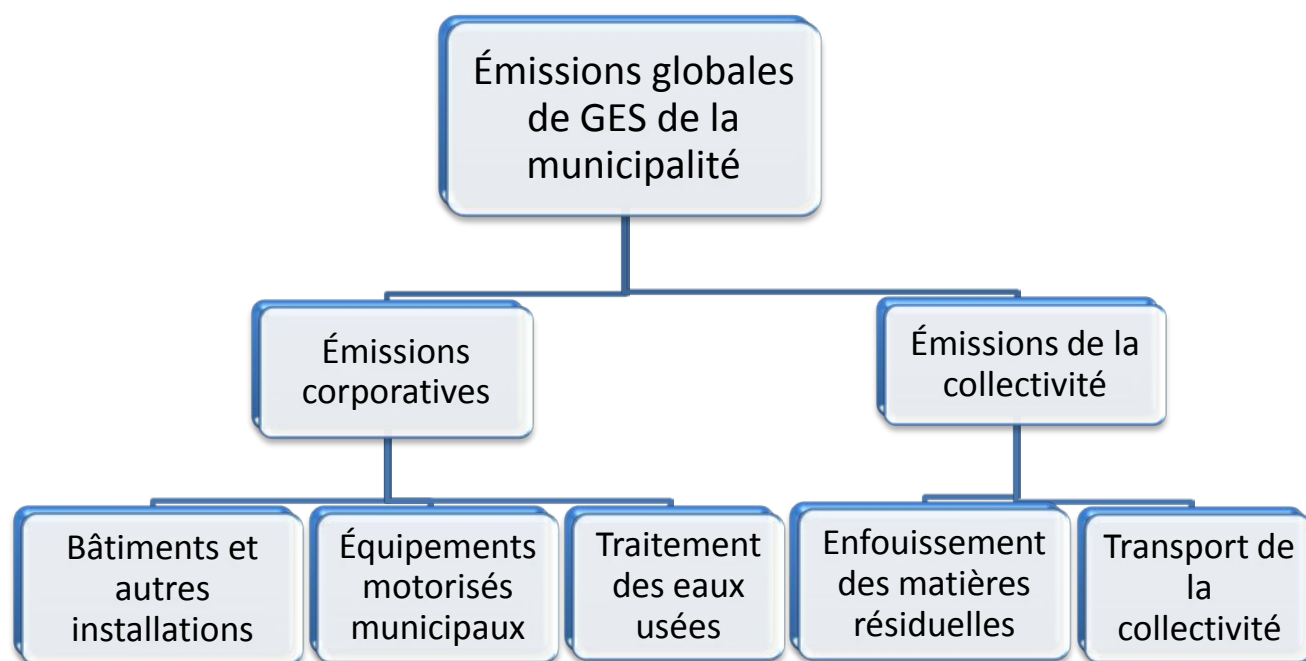 Émissions globales
de GES de la
municipalité
Émissions
corporatives
Émissions de la
collectivité
Bâtiments et
autres
installations
Équipements
motorisés
municipaux
Traitement
des eaux
usées
Enfouissement
des matières
résiduelles
Transport de
la
collectivité